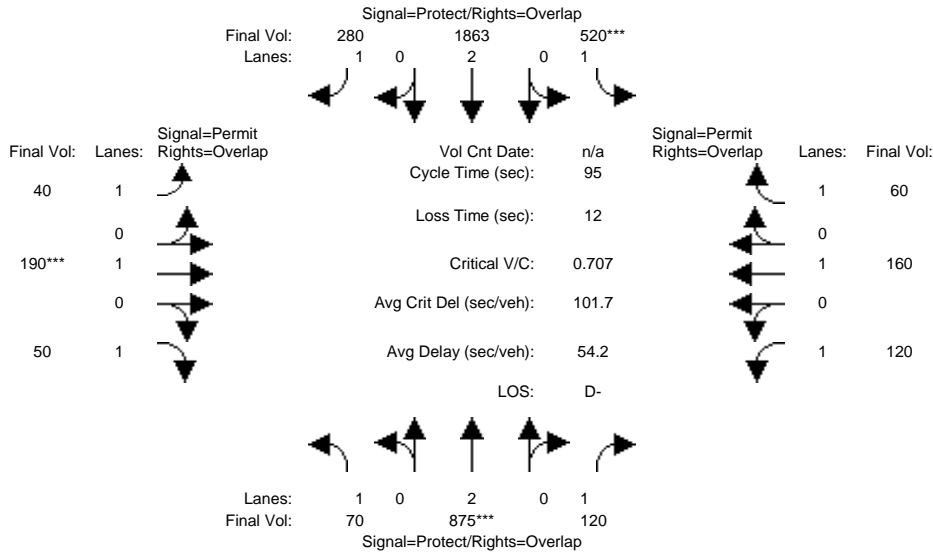 Signal=Protect/Rights=Overlap
Final Vol: 280 1863 520***
Lanes: 1 0 2 0 1
Signal=Permit Signal=Permit
Final Vol: Lanes: Rights=Overlap Vol Cnt Date: n/a Rights=Overlap Lanes: Final Vol:
Cycle Time (sec): 95
40 1 1 60
Loss Time (sec): 12
0 0
190*** 1 Critical V/C: 0.707 1 160
0 Avg Crit Del (sec/veh): 101.7 0
50 1 Avg Delay (sec/veh): 54.2 1 120
LOS: D-
Lanes: 1 0 2 0 1
Final Vol: 70 875*** 120
Signal=Protect/Rights=Overlap